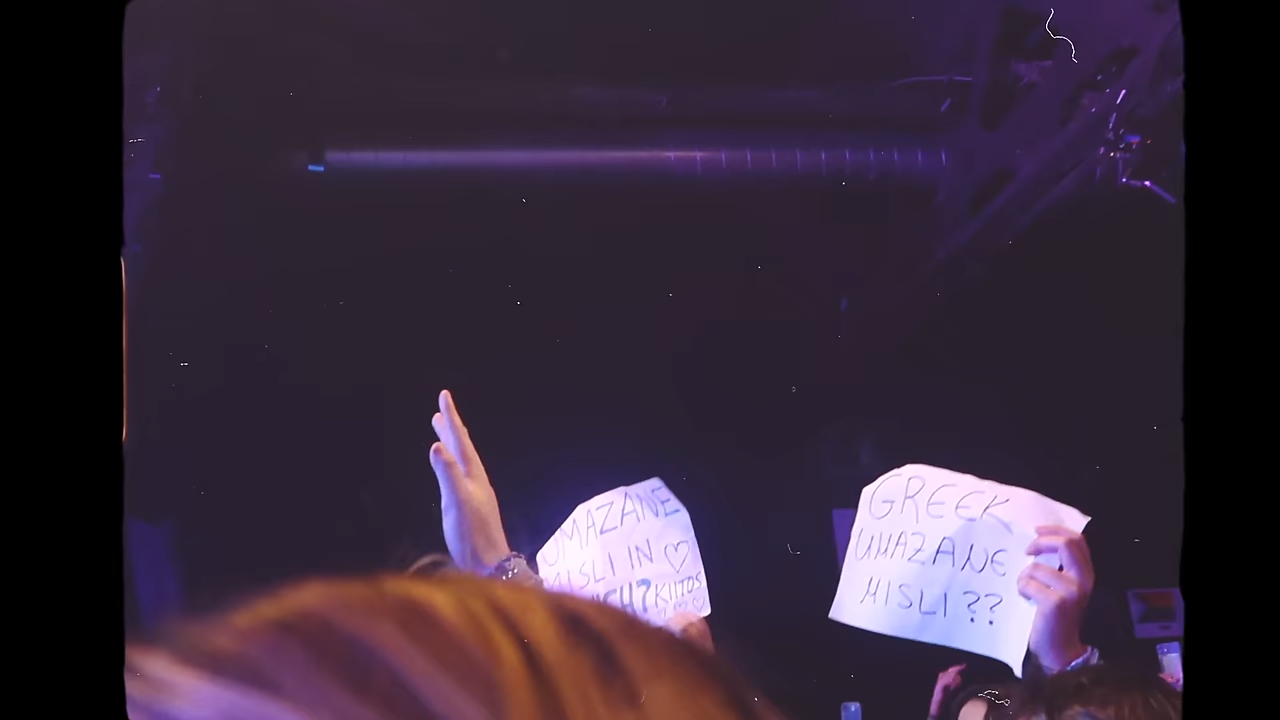 UMAZANE
MISLI IN ♡
KIITOS
GREEK
UMAZANE
MISLI ??